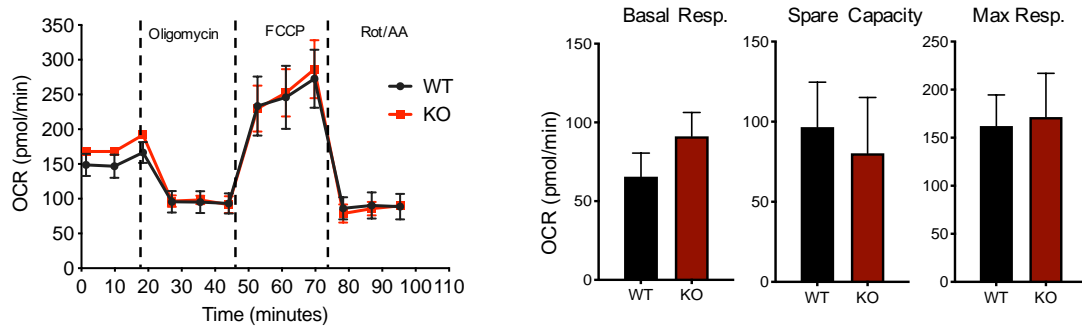 350
300
250
200
150
100
50
0
OCR (pmol/min)
Oligomycin
FCCP
Rot/AA
WT
KO
0 10 20 30 40 50 60 70 80 90 100 110
Time (minutes)
Basal Resp.
150
100
50
0
OCR (pmol/min)
WT KO
Spare Capacity
150
100
50
0
WT KO
Max Resp.
250
200
150
100
50
0
WT KO